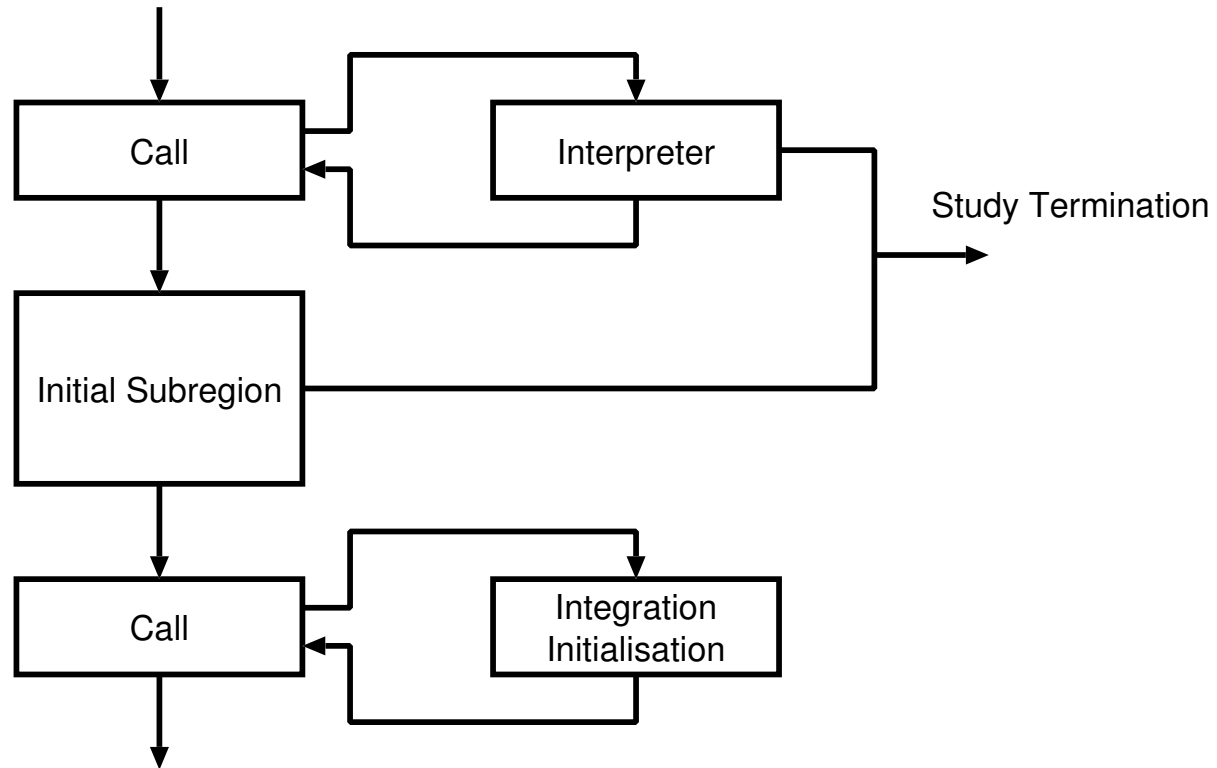 Call
Interpreter
Study Termination
Initial Subregion
Call
Integration
Initialisation